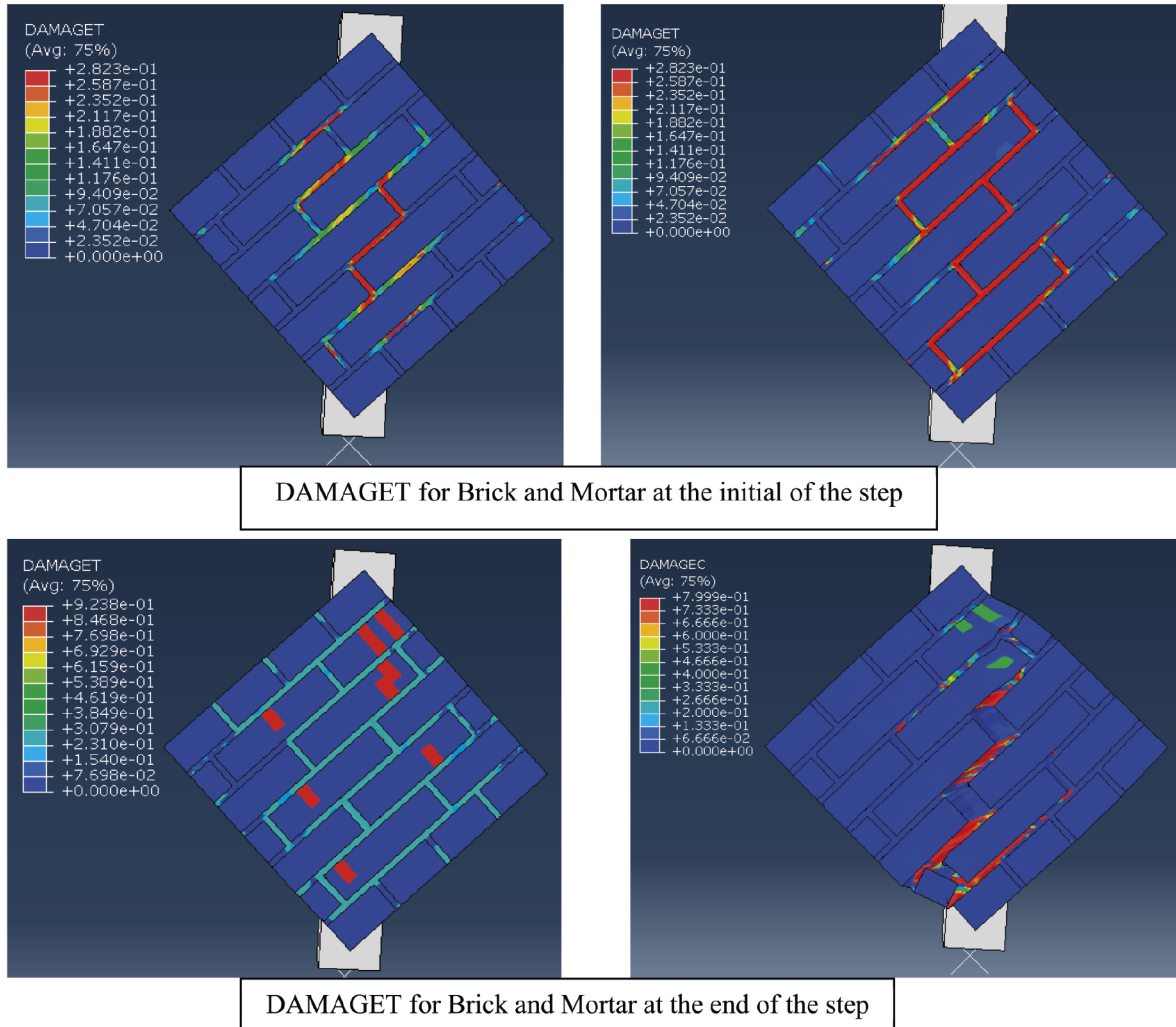 DAMAGET
(Avg: 75%)
+2.823e-01
+2.587e-01
+2.352e-01
+2.117e-01
+1.882e-01
+1.647e-01
+1.411e-01
+1.176e-01
+9.409e-02
+7.057e-02
+4.704e-02
+2.352e-02
+0.000e+00
DAMAGET
(Avg: 75%)
+2.823e-01
+2.587e-01
+2.352e-01
+2.117e-01
+1.882e-01
+1.647e-01
+1.411e-01
+1.176e-01
+9.409e-02
+7.057e-02
+4.704e-02
+2.352e-02
+0.000e+00
DAMAGET for Brick and Mortar at the initial of the step
DAMAGET
(Avg: 75%)
+9.238e-01
+8.468e-01
+7.698e-01
+6.929e-01
+6.159e-01
+5.389e-01
+4.619e-01
+3.849e-01
+3.079e-01
+2.310e-01
+1.540e-01
+7.698e-02
+0.000e+00
DAMAGEC
(Avg: 75%)
+7.999e-01
+7.333e-01
+6.666e-01
+6.000e-01
+5.333e-01
+4.666e-01
+4.000e-01
+3.333e-01
+2.666e-01
+2.000e-01
+1.333e-01
+6.666e-02
+0.000e+00
DAMAGET for Brick and Mortar at the end of the step